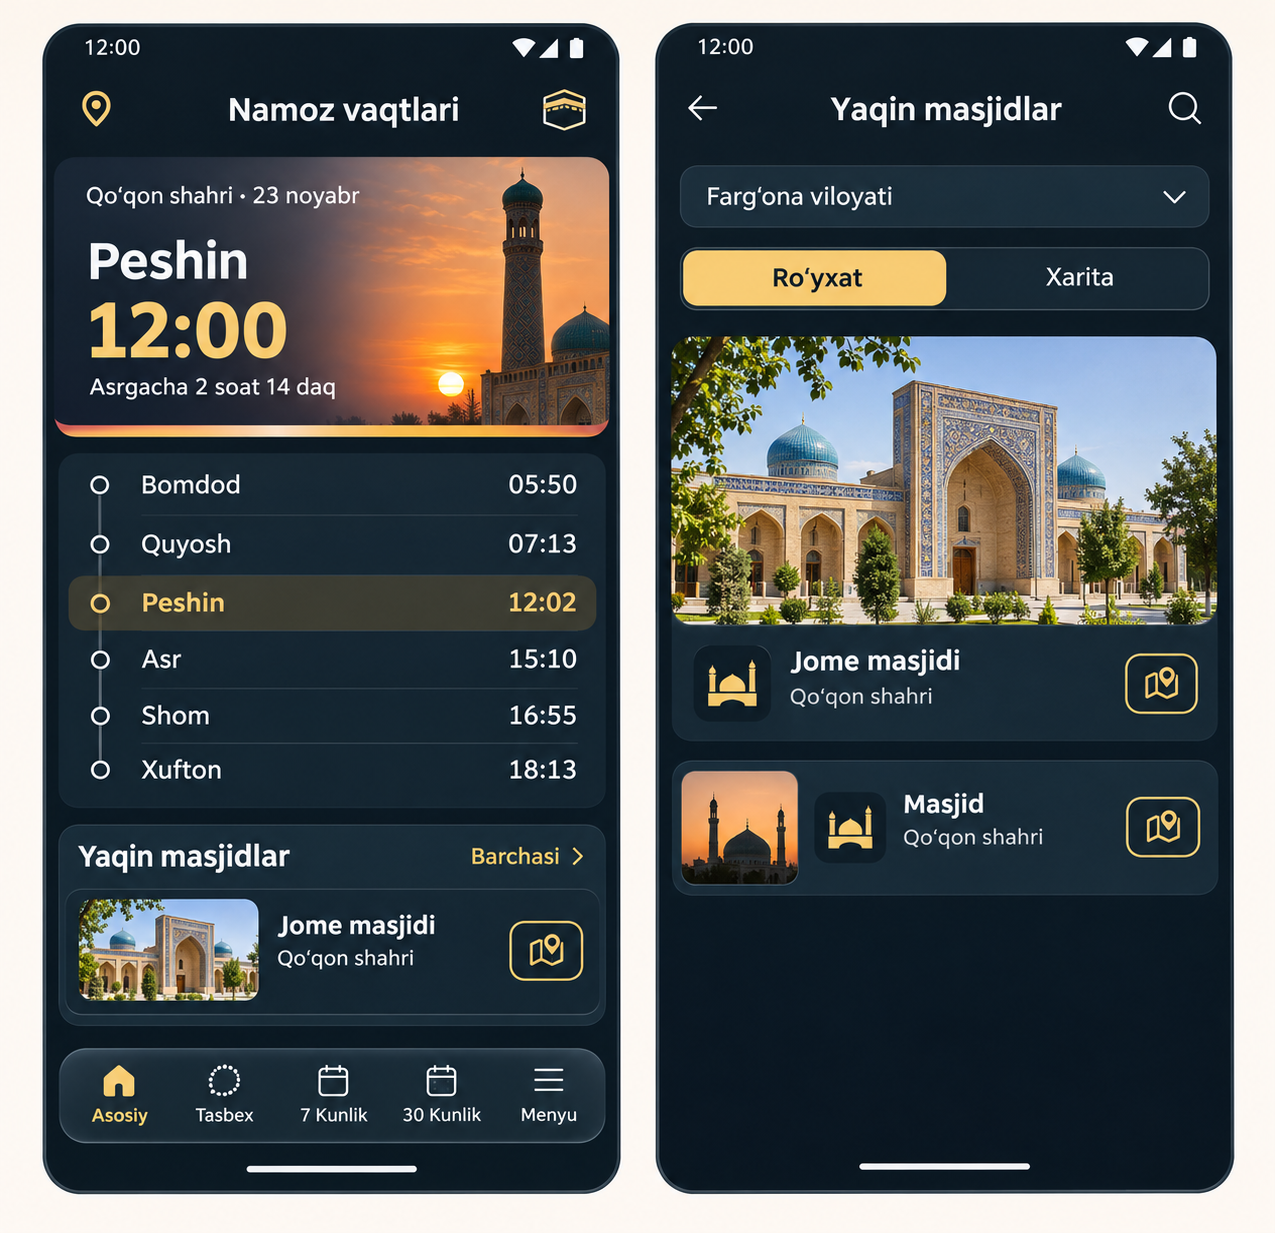 12:00
Namoz vaqtlari
Qo‘qon shahri • 23 noyabr
Peshin
12:00
Asrgacha 2 soat 14 daq
Bomdod 05:50
Quyosh 07:13
Peshin 12:02
Asr 15:10
Shom 16:55
Xufton 18:13
Yaqin masjidlar Barchasi
Jome masjidi
Qo‘qon shahri
Asosiy Tasbex 7 Kunlik 30 Kunlik Menyu
12:00
Yaqin masjidlar
Farg‘ona viloyati
Ro‘yxat Xarita
Jome masjidi
Qo‘qon shahri
Masjid
Qo‘qon shahri